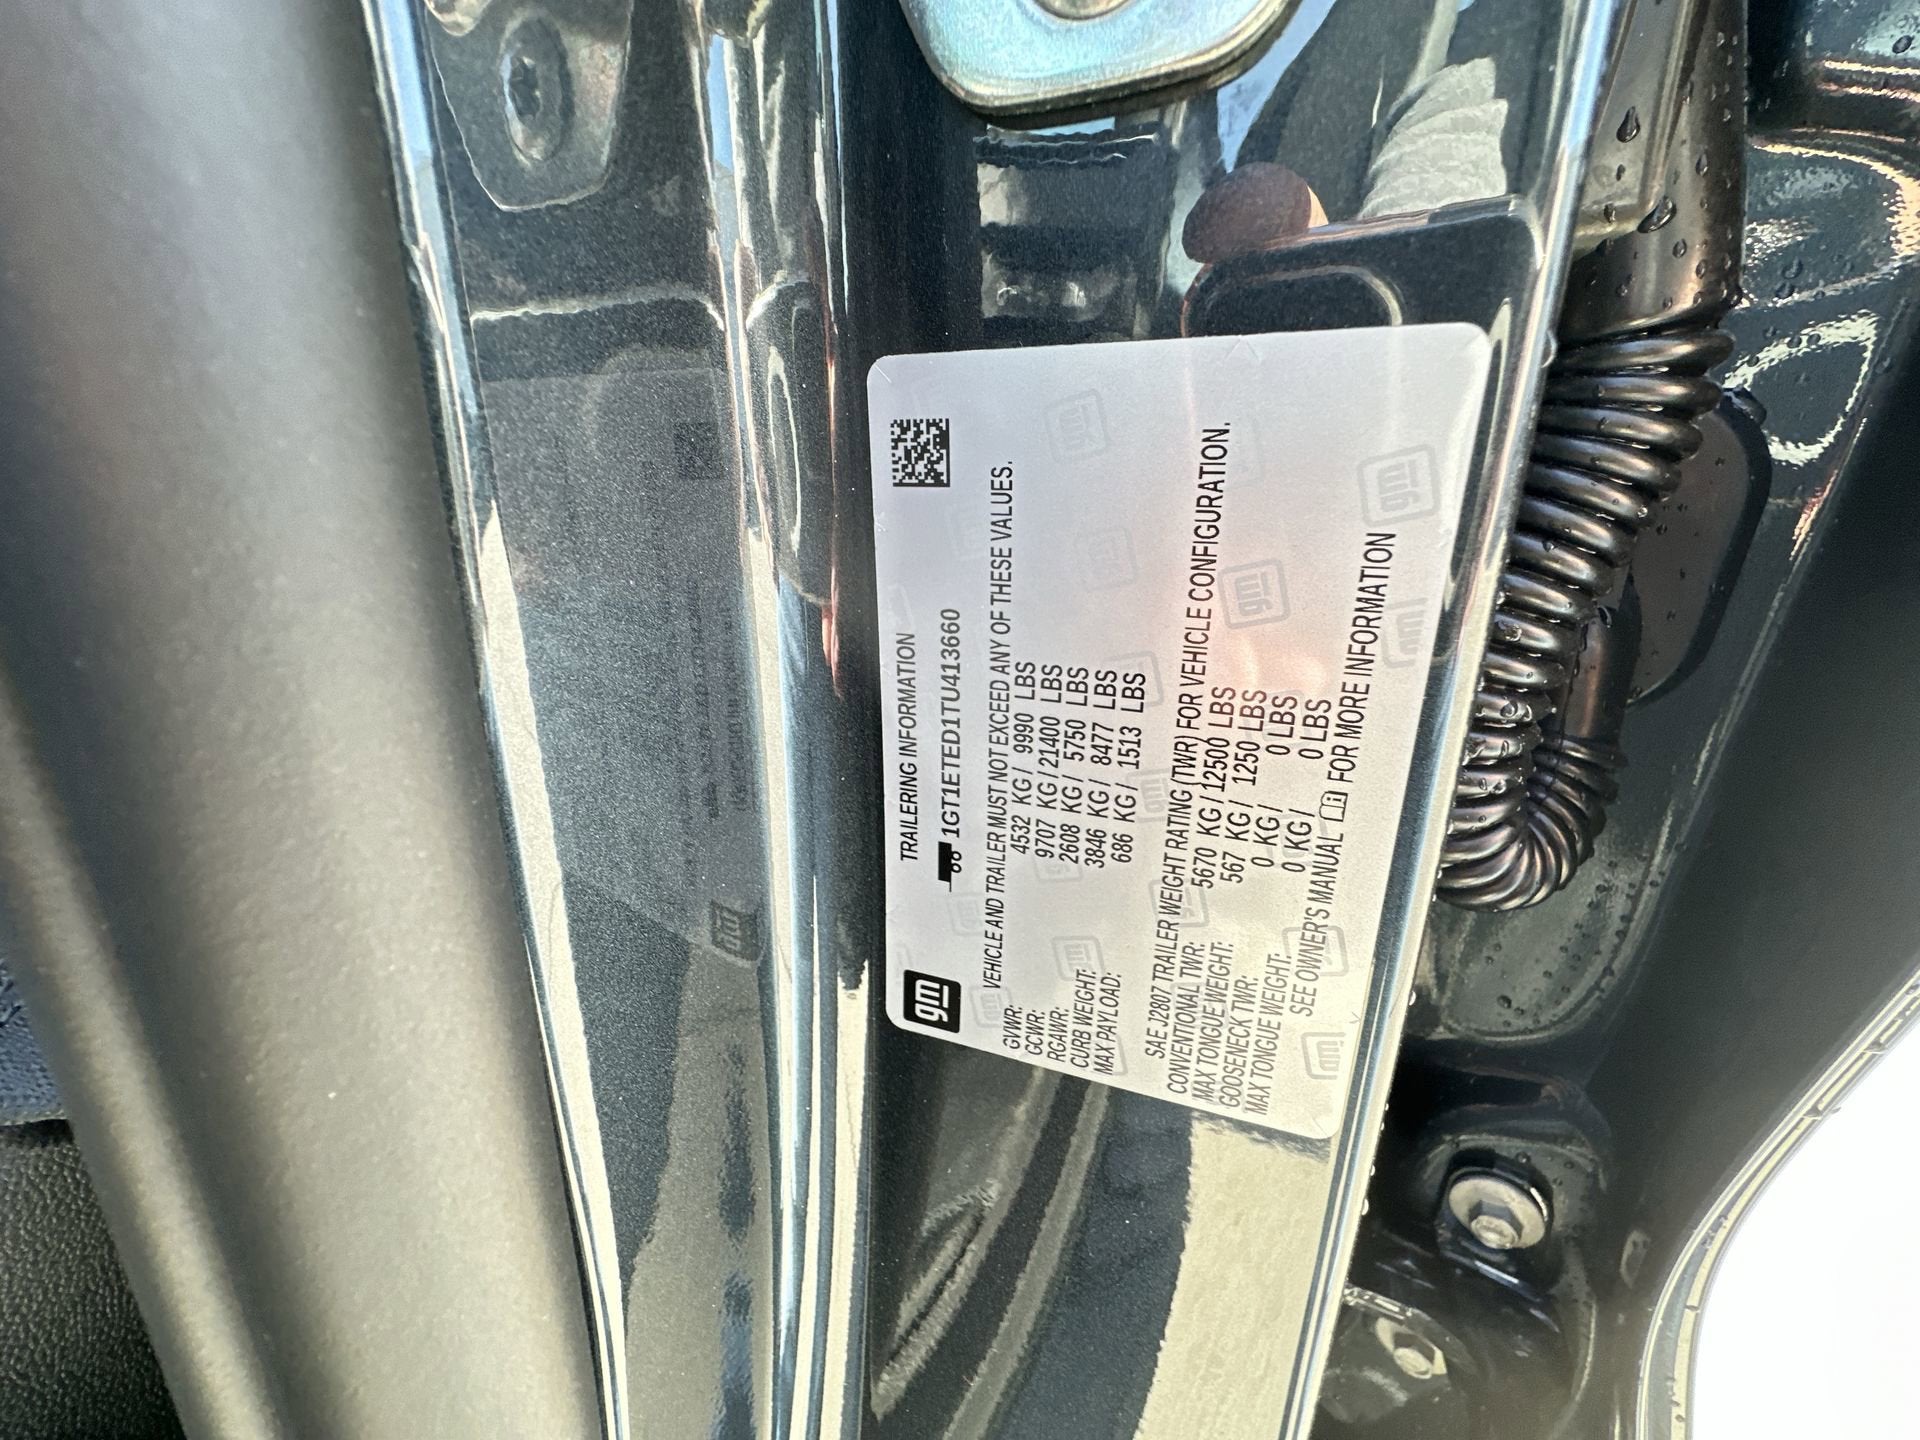 TRAILERING INFORMATION
gm
1GT1ETED1TU413660
VEHICLE AND TRAILER MUST NOT EXCEED ANY OF THESE VALUES.
GVWR: 4532 KG / 9990 LBS
GCWR: 9707 KG / 21400 LBS
RGAWR: 2608 KG / 5750 LBS
CURB WEIGHT: 3846 KG / 8477 LBS
MAX PAYLOAD: 686 KG / 1513 LBS
SAE J2807 TRAILER WEIGHT RATING (TWR) FOR VEHICLE CONFIGURATION.
CONVENTIONAL TWR: 5670 KG / 12500 LBS
MAX TONGUE WEIGHT: 567 KG / 1250 LBS
GOOSENECK TWR: 0 KG / 0 LBS
MAX TONGUE WEIGHT: 0 KG / 0 LBS
SEE OWNER'S MANUAL FOR MORE INFORMATION